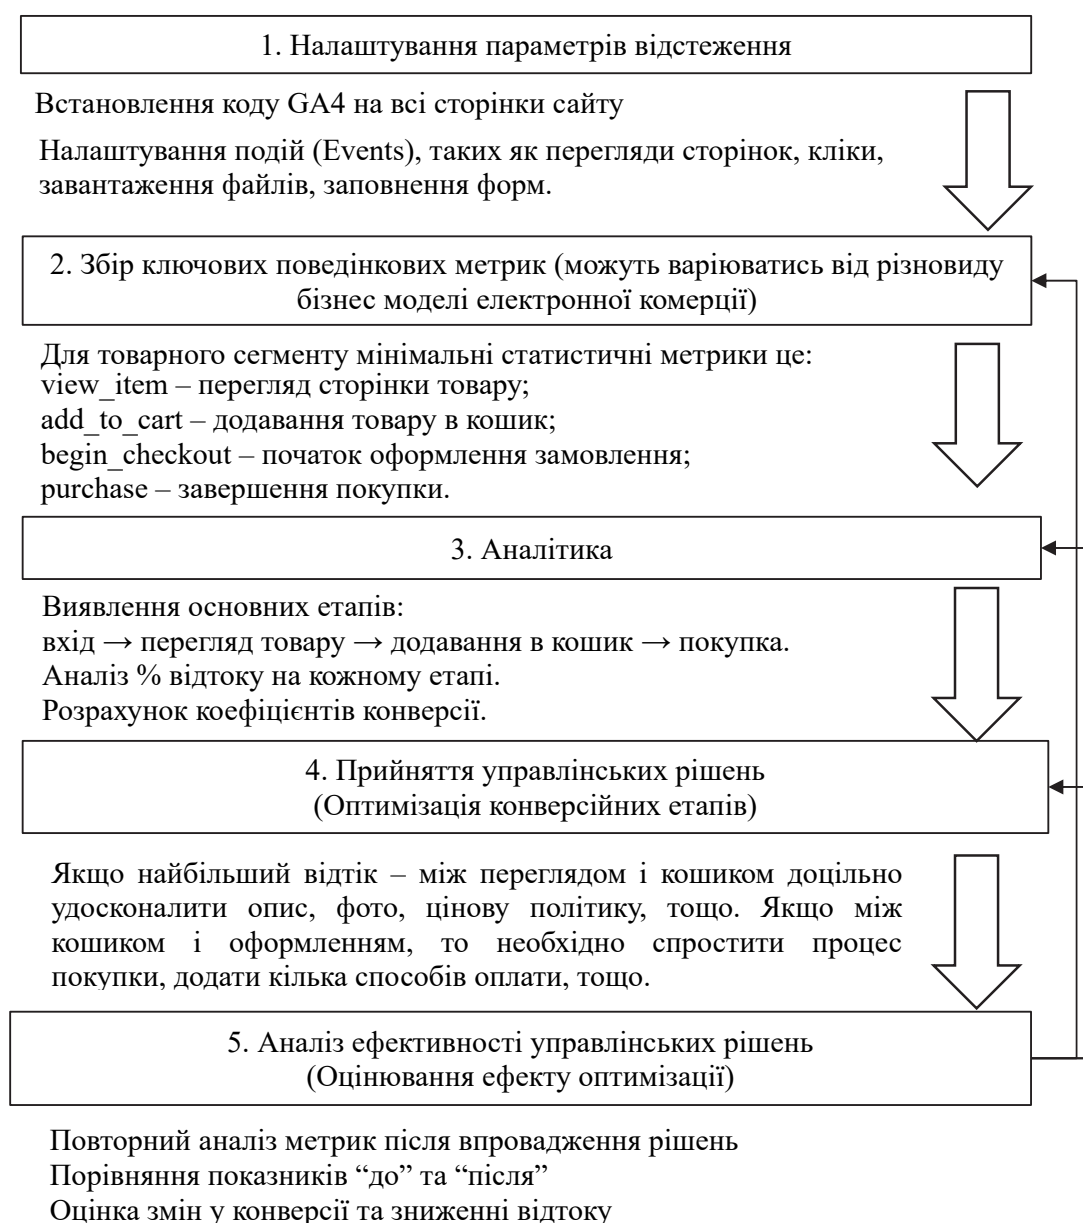 1. Налаштування параметрів відстеження
Встановлення коду GA4 на всі сторінки сайту
Налаштування подій (Events), таких як перегляди сторінок, кліки,
завантаження файлів, заповнення форм.
2. Збір ключових поведінкових метрик (можуть варіюватись від різновиду
бізнес моделі електронної комерції)
Для товарного сегменту мінімальні статистичні метрики це:
view_item – перегляд сторінки товару;
add_to_cart – додавання товару в кошик;
begin_checkout – початок оформлення замовлення;
purchase – завершення покупки.
3. Аналітика
Виявлення основних етапів:
вхід → перегляд товару → додавання в кошик → покупка.
Аналіз % відтоку на кожному етапі.
Розрахунок коефіцієнтів конверсії.
4. Прийняття управлінських рішень
(Оптимізація конверсійних етапів)
Якщо найбільший відтік – між переглядом і кошиком доцільно
удосконалити опис, фото, цінову політику, тощо. Якщо між
кошиком і оформленням, то необхідно спростити процес
покупки, додати кілька способів оплати, тощо.
5. Аналіз ефективності управлінських рішень
(Оцінювання ефекту оптимізації)
Повторний аналіз метрик після впровадження рішень
Порівняння показників “до” та “після”
Оцінка змін у конверсії та зниженні відтоку